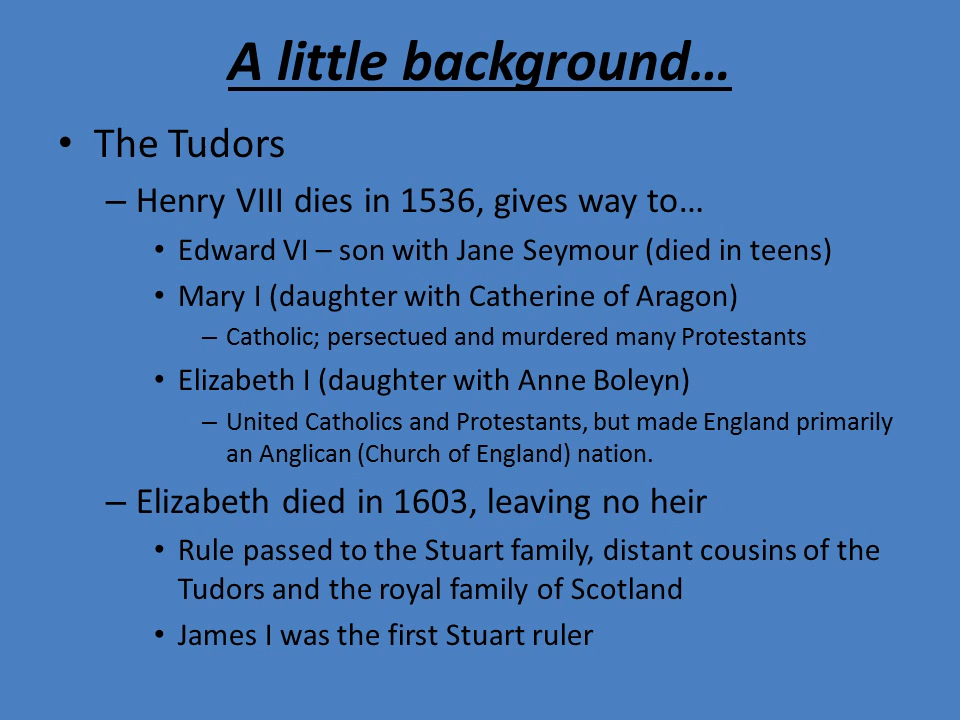 A little background…
• The Tudors
– Henry VIII dies in 1536, gives way to…
• Edward VI – son with Jane Seymour (died in teens)
• Mary I (daughter with Catherine of Aragon)
– Catholic; persectued and murdered many Protestants
• Elizabeth I (daughter with Anne Boleyn)
– United Catholics and Protestants, but made England primarily
an Anglican (Church of England) nation.
– Elizabeth died in 1603, leaving no heir
• Rule passed to the Stuart family, distant cousins of the
Tudors and the royal family of Scotland
• James I was the first Stuart ruler